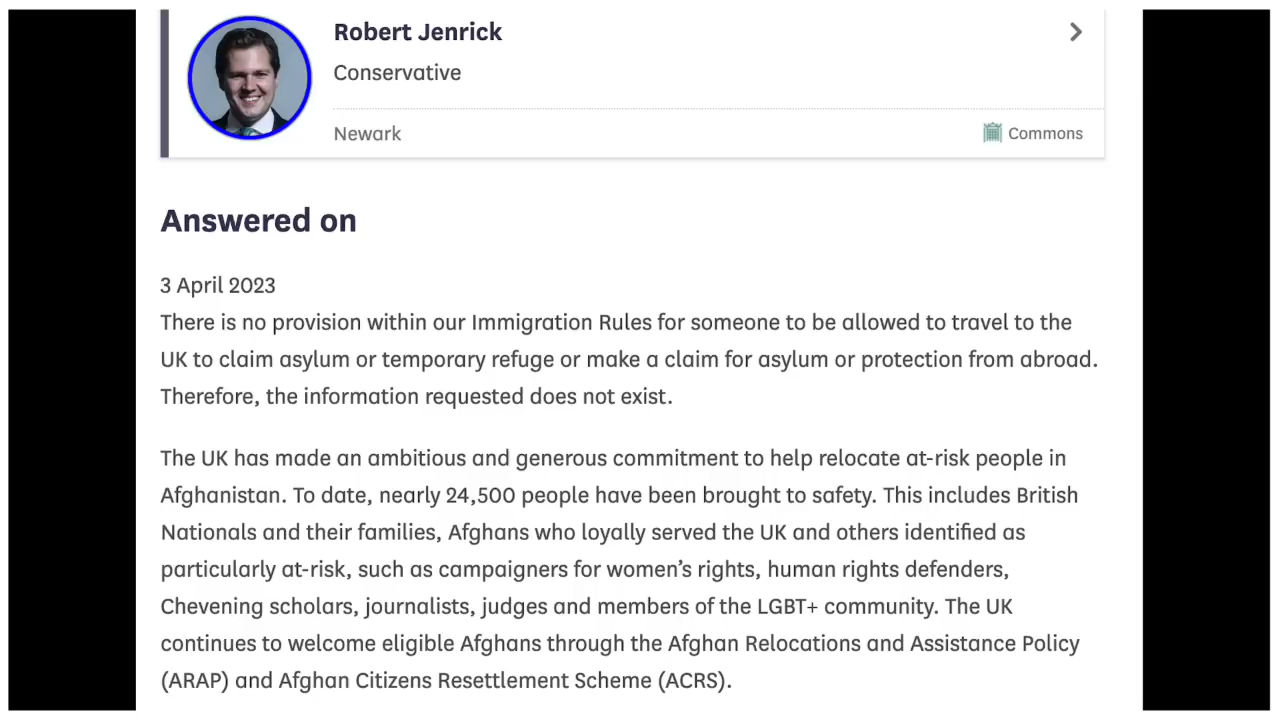 Robert Jenrick
Conservative
Newark
Commons
Answered on
3 April 2023
There is no provision within our Immigration Rules for someone to be allowed to travel to the
UK to claim asylum or temporary refuge or make a claim for asylum or protection from abroad.
Therefore, the information requested does not exist.
The UK has made an ambitious and generous commitment to help relocate at-risk people in
Afghanistan. To date, nearly 24,500 people have been brought to safety. This includes British
Nationals and their families, Afghans who loyally served the UK and others identified as
particularly at-risk, such as campaigners for women’s rights, human rights defenders,
Chevening scholars, journalists, judges and members of the LGBT+ community. The UK
continues to welcome eligible Afghans through the Afghan Relocations and Assistance Policy
(ARAP) and Afghan Citizens Resettlement Scheme (ACRS).